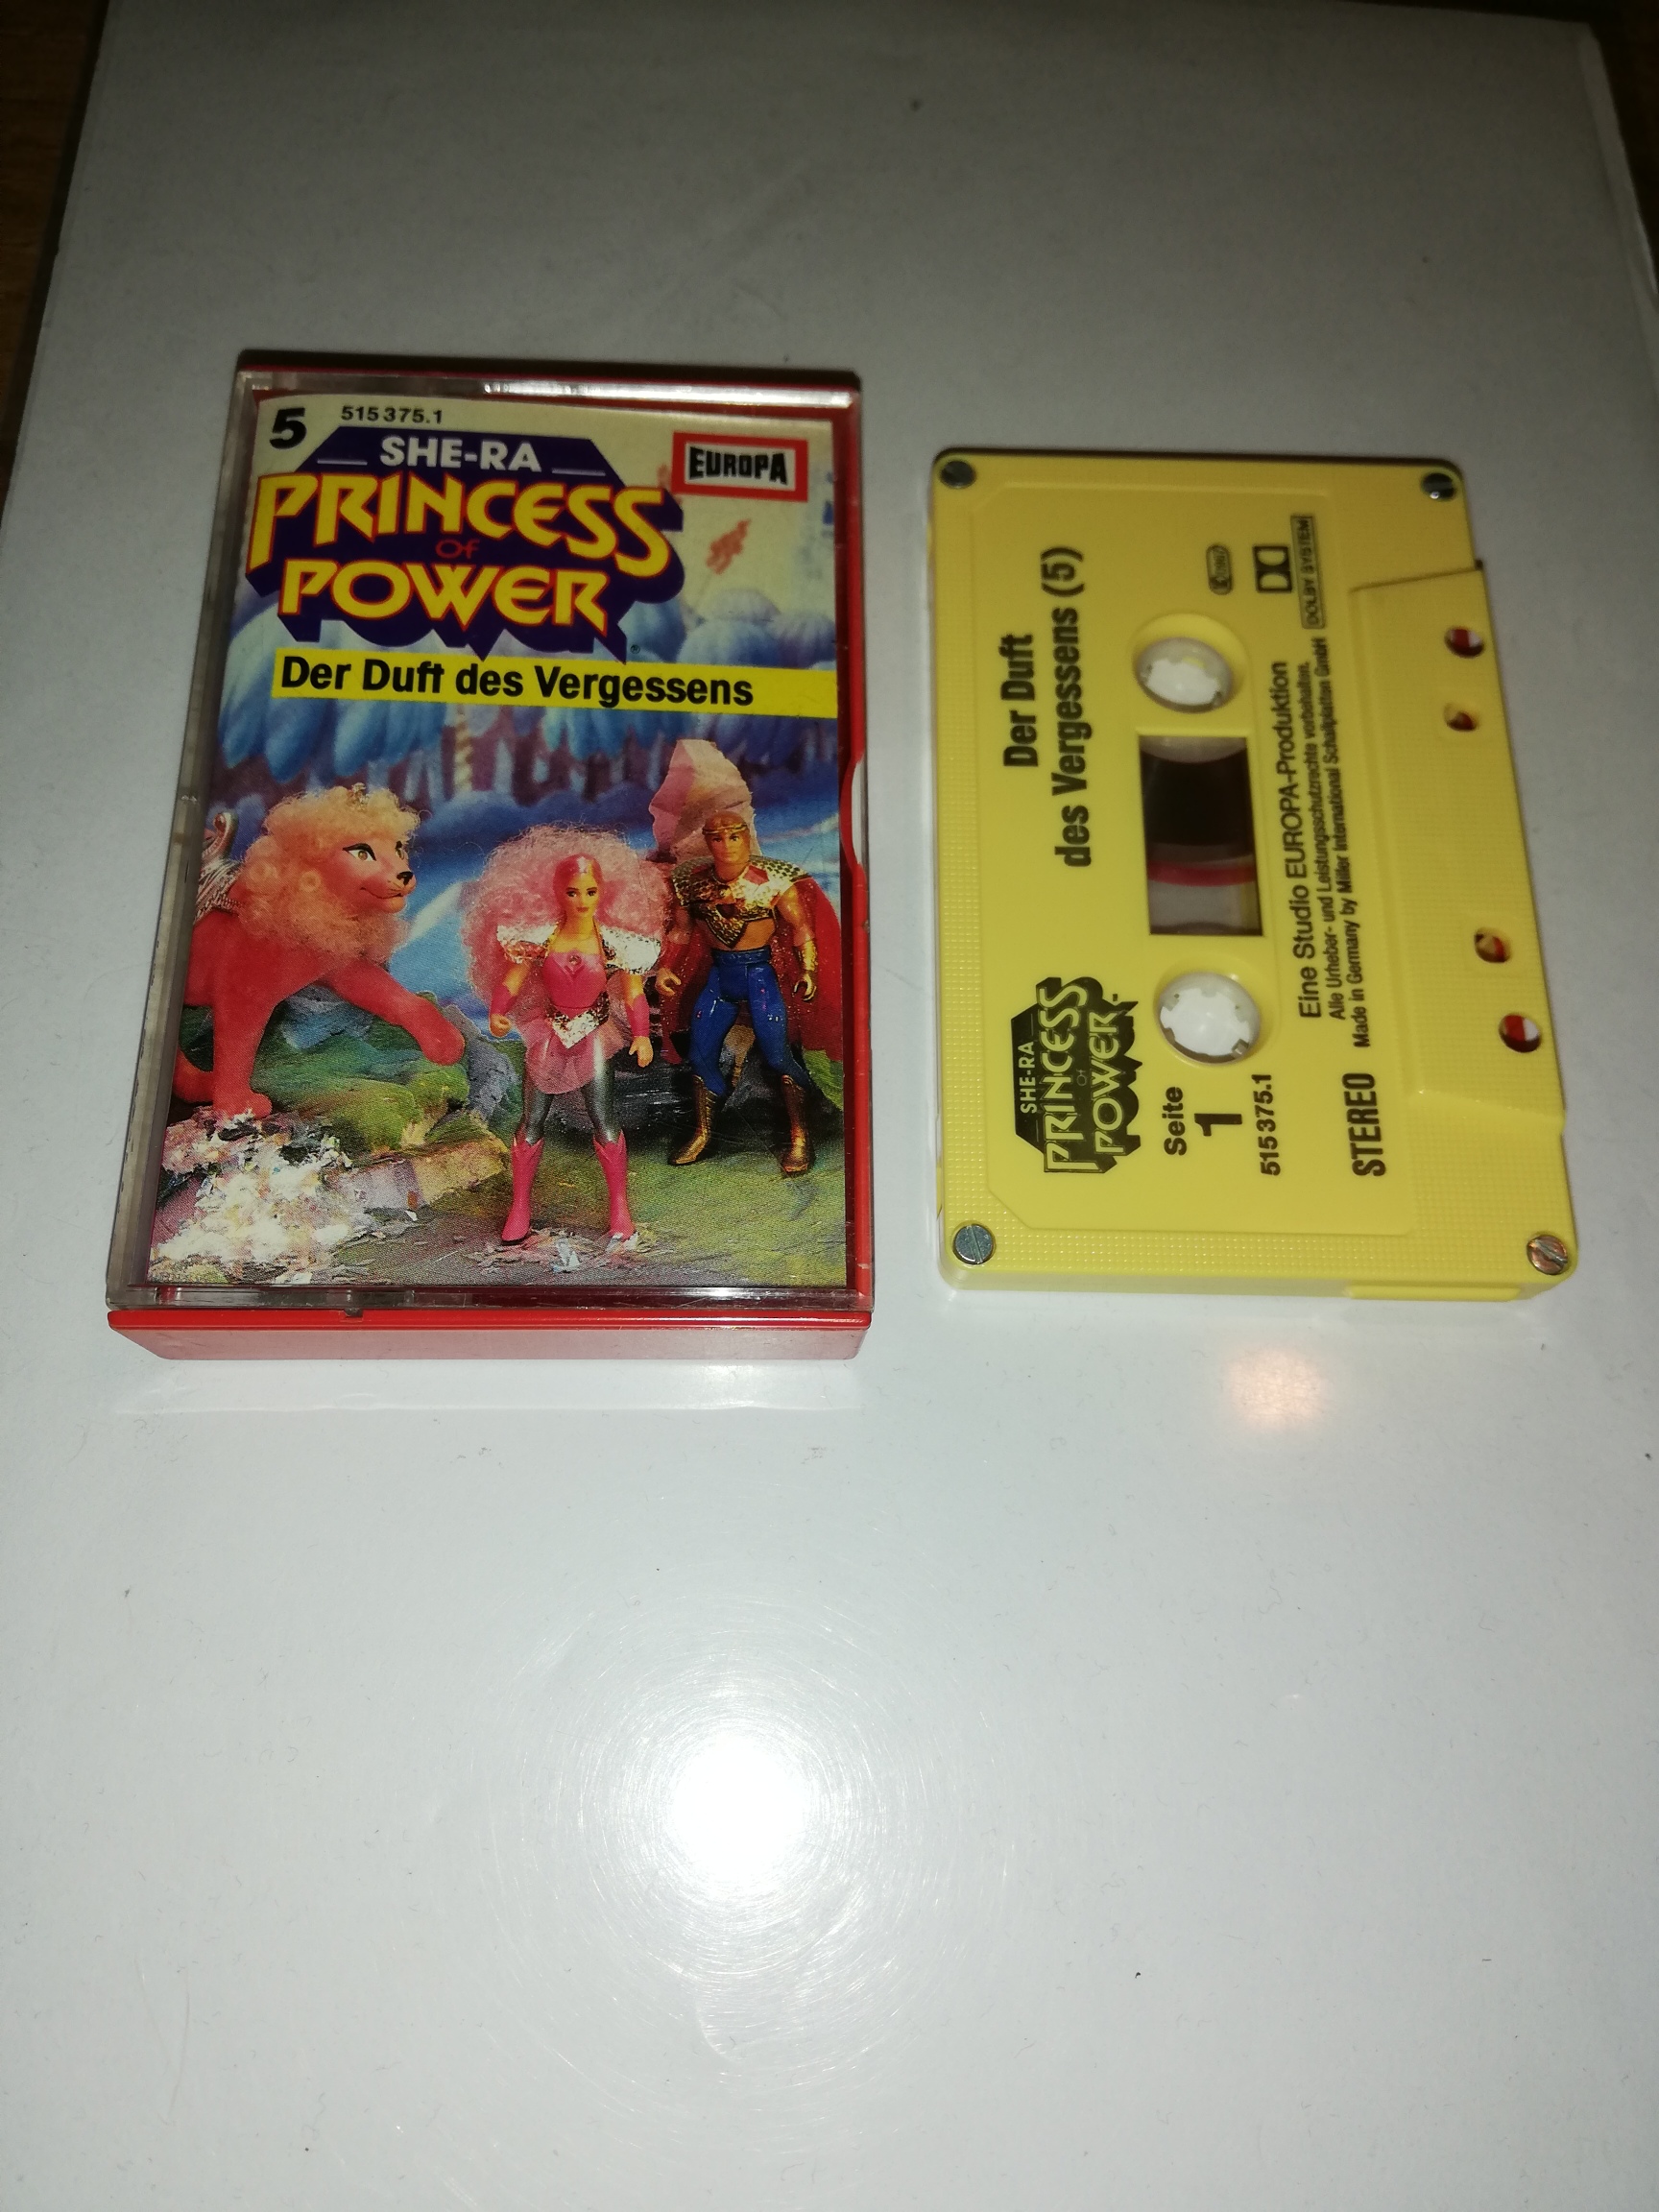 5 515 375.1
SHE-RA
EUROPA
PRINCESS
OF
POWER
Der Duft des Vergessens
Der Duft
des Vergessens (5)
SHE-RA
PRINCESS
OF
POWER
Seite
1
515375.1
STEREO
Eine Studio EUROPA-Produktion
Alle Urheber- und Leistungsschutzrechte vorbehalten.
Made in Germany by Miller International Schallplatten GmbH
DOLBY SYSTEM